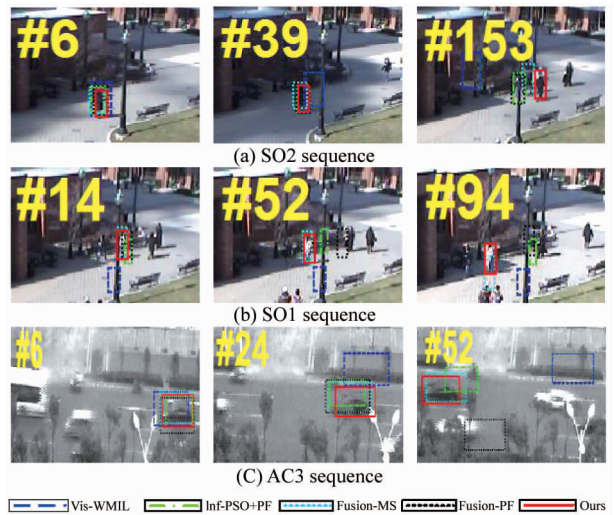 #6 #39 #153
(a) SO2 sequence
#14 #52 #94
(b) SO1 sequence
#6 #24 #52
(C) AC3 sequence
Vis-WMIL Inf-PSO+PF Fusion-MS Fusion-PF Ours